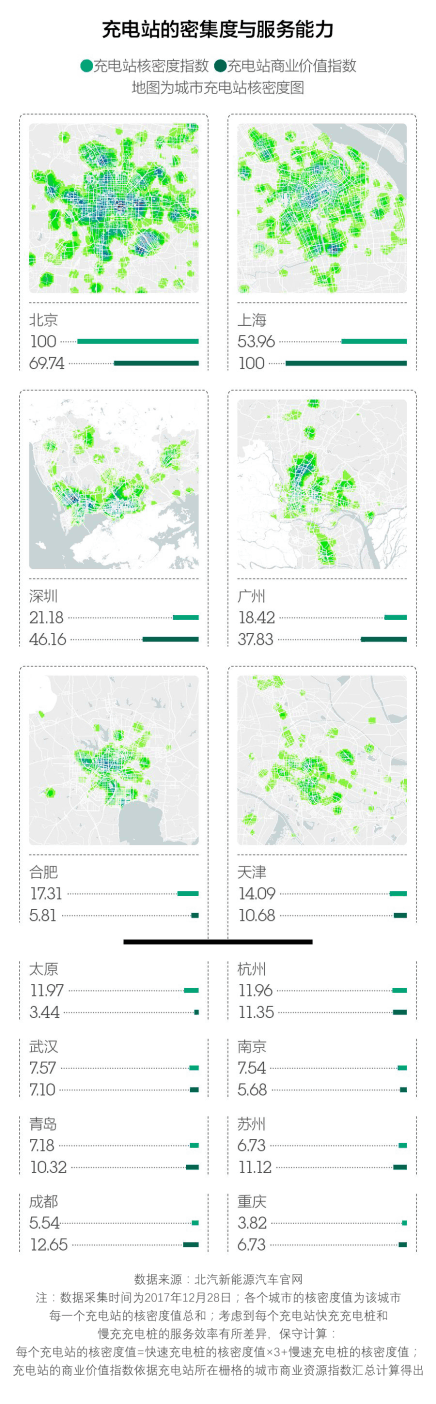 充电站的密集度与服务能力
充电站核密度指数 充电站商业价值指数
地图为城市充电站核密度图
北京
100
69.74
上海
53.96
100
深圳
21.18
46.16
广州
18.42
37.83
合肥
17.31
5.81
天津
14.09
10.68
太原
11.97
3.44
杭州
11.96
11.35
武汉
7.57
7.10
南京
7.54
5.68
青岛
7.18
10.32
苏州
6.73
11.12
成都
5.54
12.65
重庆
3.82
6.73
数据来源：北汽新能源汽车官网
注：数据采集时间为2017年12月28日；各个城市的核密度值为该城市
每一个充电站的核密度值总和；考虑到每个充电站快充充电桩和
慢充充电桩的服务效率有所差异，保守计算：
每个充电站的核密度值=快速充电桩的核密度值×3+慢速充电桩的核密度值；
充电站的商业价值指数依据充电站所在栅格的城市商业资源指数汇总计算得出